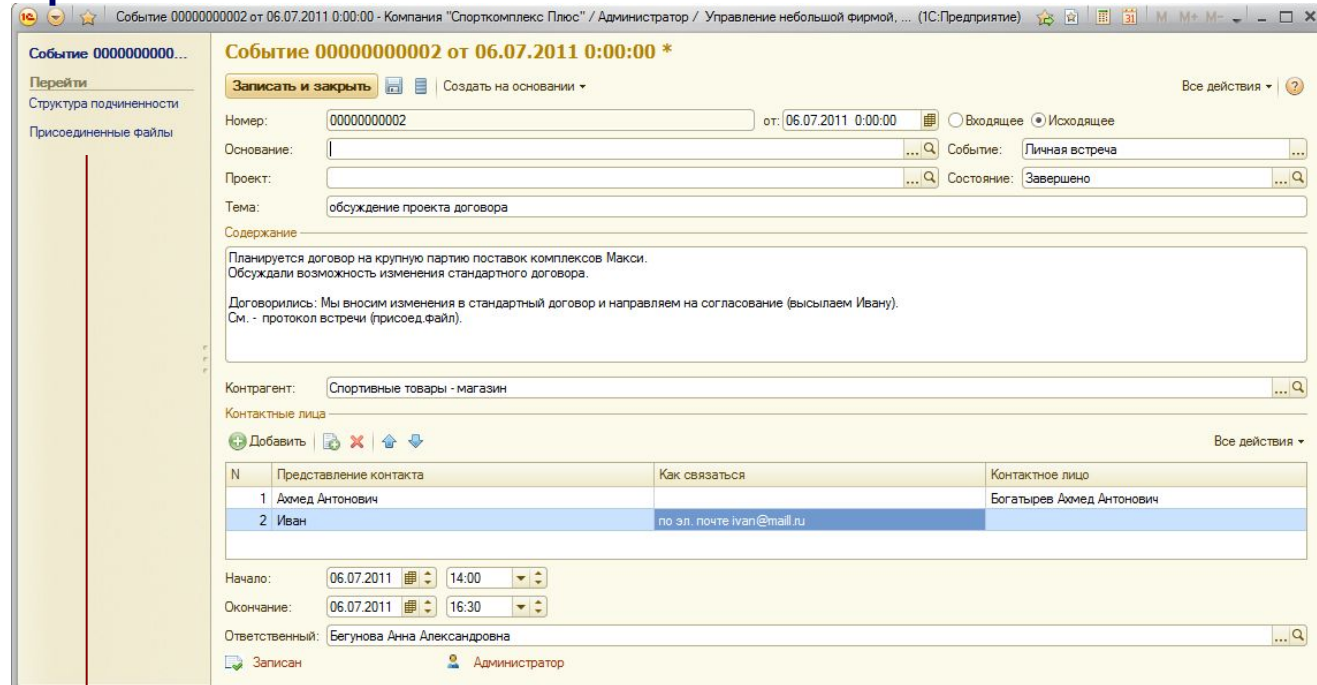 Событие 00000000002 от 06.07.2011 0:00:00 - Компания "Спорткомплекс Плюс" / Администратор / Управление небольшой фирмой, ... (1С:Предприятие) M M+ M-
Событие 0000000000...
Перейти
Структура подчиненности
Присоединенные файлы
Событие 00000000002 от 06.07.2011 0:00:00 *
Записать и закрыть Создать на основании Все действия
Номер: 00000000002 от: 06.07.2011 0:00:00 Входящее Исходящее
Основание: ... Событие: Личная встреча ...
Проект: ... Состояние: Завершено ...
Тема: обсуждение проекта договора
Содержание
Планируется договор на крупную партию поставок комплексов Макси.
Обсуждали возможность изменения стандартного договора.
Договорились: Мы вносим изменения в стандартный договор и направляем на согласование (высылаем Ивану).
См. - протокол встречи (присоед.файл).
Контрагент: Спортивные товары - магазин ...
Контактные лица
Добавить Все действия
N Представление контакта Как связаться Контактное лицо
1 Ахмед Антонович Богатырев Ахмед Антонович
2 Иван по эл. почте ivan@maill.ru
Начало: 06.07.2011 14:00
Окончание: 06.07.2011 16:30
Ответственный: Бегунова Анна Александровна ...
Записан Администратор